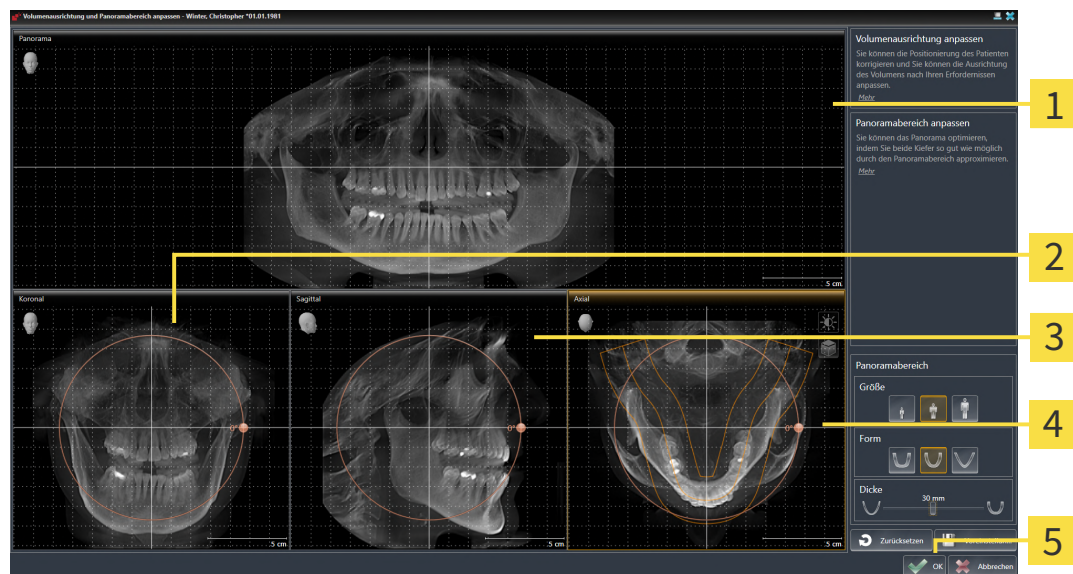 Volumenausrichtung und Panoramabereich anpassen - Winter, Christopher *01.01.1981
Panorama
5 cm
Koronal
0°
5 cm
Sagittal
0°
5 cm
Axial
0°
5 cm
Volumenausrichtung anpassen
Sie können die Positionierung des Patienten
korrigieren und Sie können die Ausrichtung
des Volumens nach Ihren Erfordernissen
anpassen.
Mehr
Panoramabereich anpassen
Sie können das Panorama optimieren,
indem Sie beide Kiefer so gut wie möglich
durch den Panoramabereich approximieren.
Mehr
Panoramabereich
Größe
Form
Dicke
30 mm
Zurücksetzen
OK
Abbrechen
1
2
3
4
5